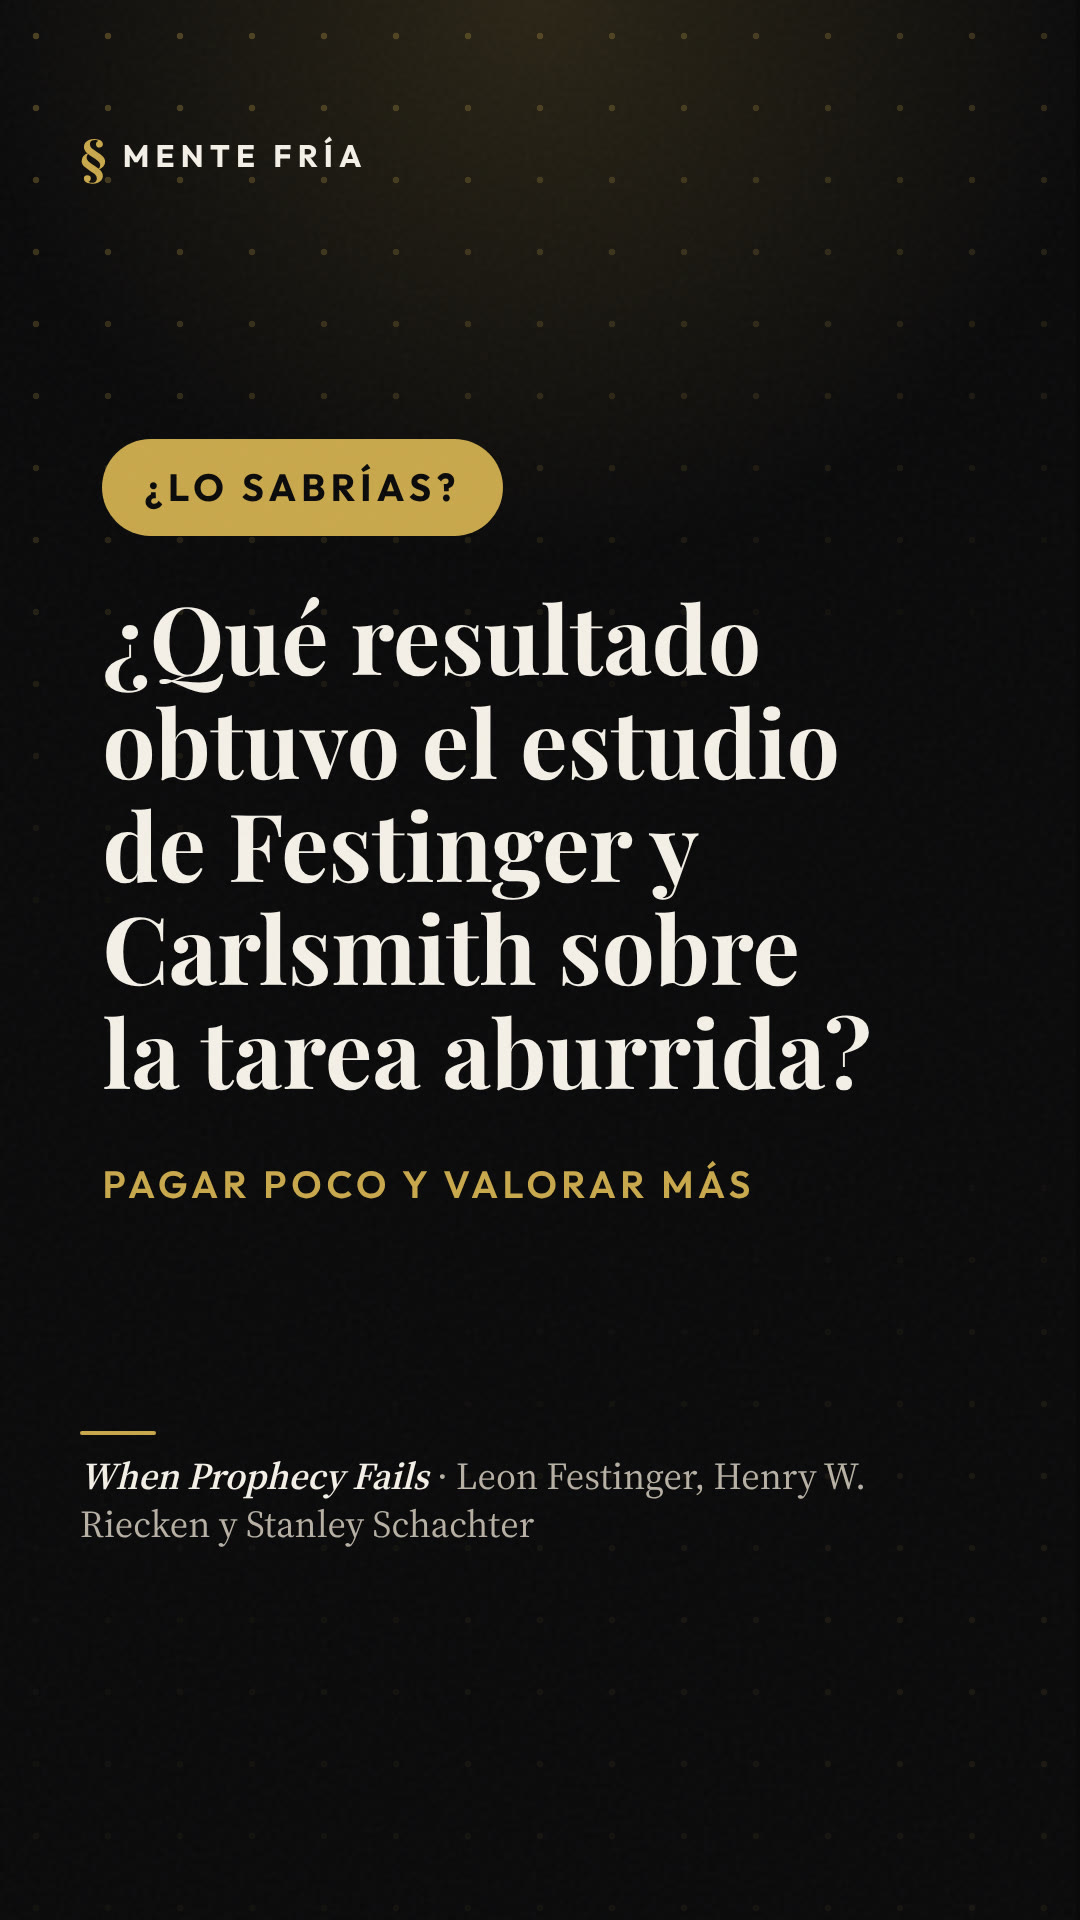 § MENTE FRÍA
¿LO SABRÍAS?
¿Qué resultado
obtuvo el estudio
de Festinger y
Carlsmith sobre
la tarea aburrida?
PAGAR POCO Y VALORAR MÁS
When Prophecy Fails · Leon Festinger, Henry W.
Riecken y Stanley Schachter